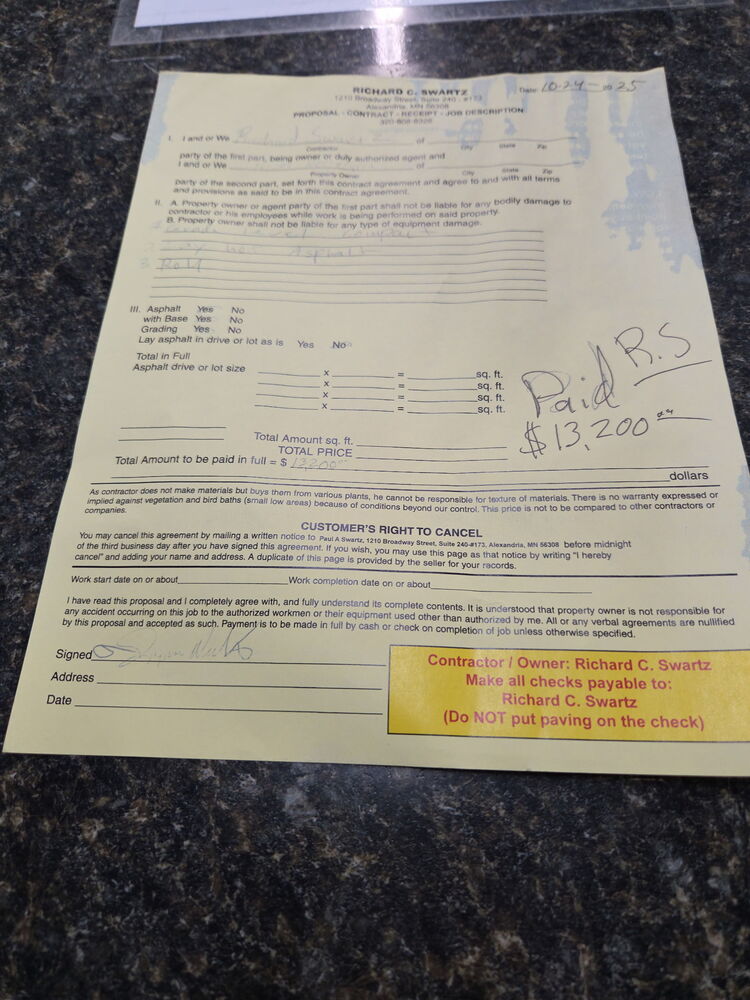 RICHARD C. SWARTZ
Date 10-24-2025
1210 Broadway Street, Suite 240 - #173
Alexandria, MN 56308
PROPOSAL - CONTRACT - RECEIPT - JOB DESCRIPTION
320-808-8328
I. I and or We Richard Swartz of
Contractor City State Zip
party of the first part, being owner or duly authorized agent and
I and or We of
Property Owner City State Zip
party of the second part, set forth this contract agreement and agree to and with all terms
and provisions as said to be in this contract agreement.
II. A. Property owner or agent party of the first part shall not be liable for any bodily damage to
contractor or his employees while work is being performed on said property.
B. Property owner shall not be liable for any type of equipment damage.
Asphalt
3 Roll
III. Asphalt Yes No
with Base Yes No
Grading Yes No
Lay asphalt in drive or lot as is Yes No
Total in Full
Asphalt drive or lot size
x = sq. ft.
x = sq. ft.
x = sq. ft.
x = sq. ft.
Paid R.S
$13,200
Total Amount sq. ft.
TOTAL PRICE
Total Amount to be paid in full = $ 13,200
dollars
As contractor does not make materials but buys them from various plants, he cannot be responsible for texture of materials. There is no warranty expressed or
implied against vegetation and bird baths (small low areas) because of conditions beyond our control. This price is not to be compared to other contractors or
companies.
CUSTOMER'S RIGHT TO CANCEL
You may cancel this agreement by mailing a written notice to Paul A Swartz, 1210 Broadway Street, Suite 240-#173, Alexandria, MN 56308 before midnight
of the third business day after you have signed this agreement. If you wish, you may use this page as that notice by writing "I hereby
cancel" and adding your name and address. A duplicate of this page is provided by the seller for your records.
Work start date on or about Work completion date on or about
I have read this proposal and I completely agree with, and fully understand its complete contents. It is understood that property owner is not responsible for
any accident occurring on this job to the authorized workmen or their equipment used other than authorized by me. All or any verbal agreements are nullified
by this proposal and accepted as such. Payment is to be made in full by cash or check on completion of job unless otherwise specified.
Signed
Address
Date
Contractor / Owner: Richard C. Swartz
Make all checks payable to:
Richard C. Swartz
(Do NOT put paving on the check)